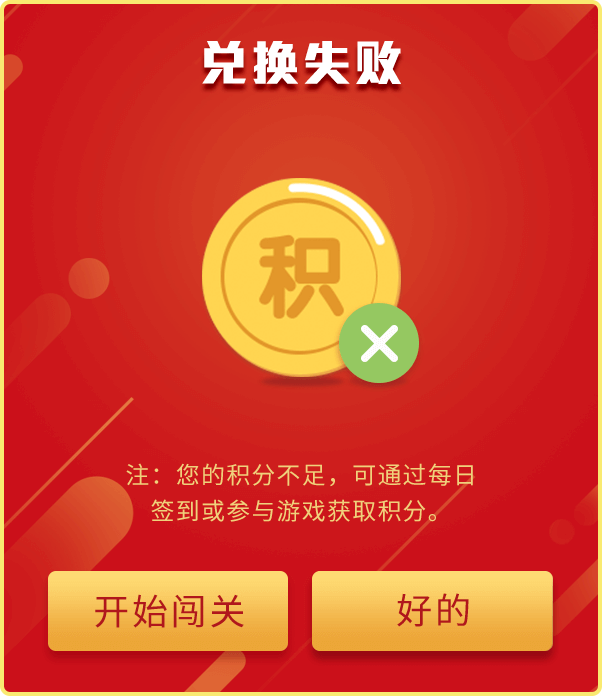 兑换失败
积
注：您的积分不足，可通过每日
签到或参与游戏获取积分。
开始闯关
好的